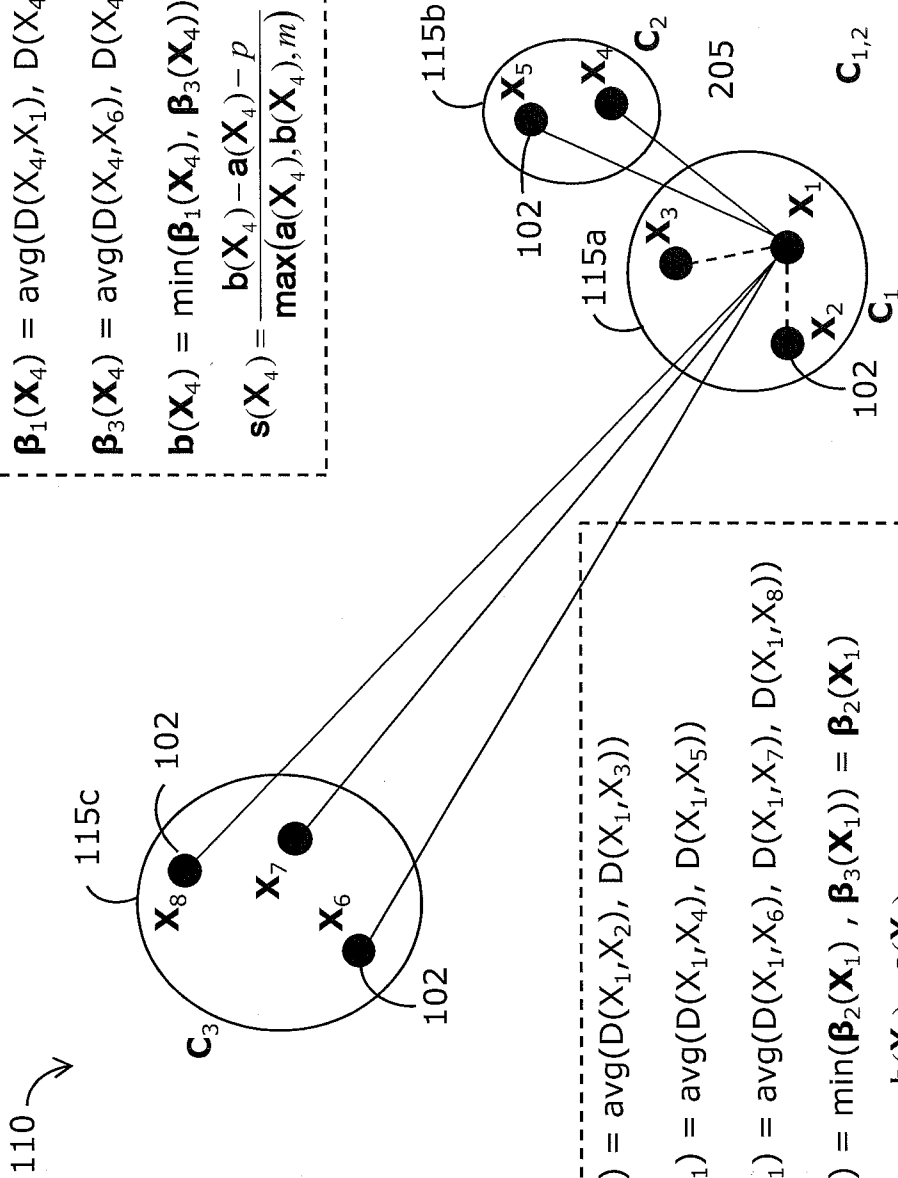 110
C₃
115c
X₈
102
X₇
X₆
102
β₁(X₄) = avg(D(X₄,X₁), D(X₄
β₃(X₄) = avg(D(X₄,X₆), D(X₄
b(X₄) = min(β₁(X₄), β₃(X₄))
s(X₄) = b(X₄)−a(X₄)−p / max(a(X₄),b(X₄),m)
115b
X₅
X₄
C₂
102
205
115a
X₃
X₁
X₂
C₁
102
C₁,₂
) = avg(D(X₁,X₂), D(X₁,X₃))
₁) = avg(D(X₁,X₄), D(X₁,X₅))
₁) = avg(D(X₁,X₆), D(X₁,X₇), D(X₁,X₈))
) = min(β₂(X₁) , β₃(X₁)) = β₂(X₁)